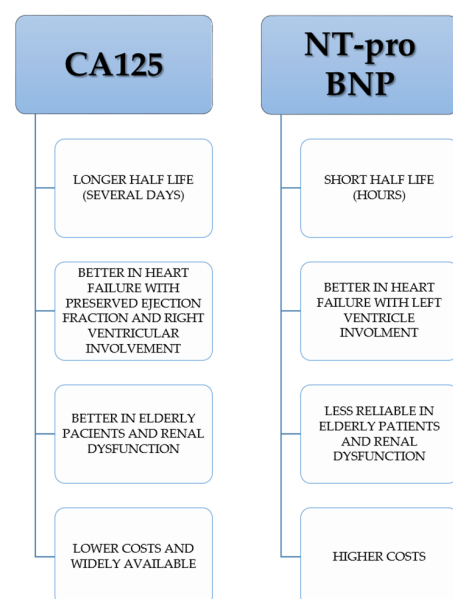 CA125
LONGER HALF LIFE
(SEVERAL DAYS)
BETTER IN HEART
FAILURE WITH
PRESERVED EJECTION
FRACTION AND RIGHT
VENTRICULAR
INVOLVEMENT
BETTER IN ELDERLY
PACIENTS AND RENAL
DYSFUNCTION
LOWER COSTS AND
WIDELY AVAILABLE
NT-pro
BNP
SHORT HALF LIFE
(HOURS)
BETTER IN HEART
FAILURE WITH LEFT
VENTRICLE
INVOLMENT
LESS RELIABLE IN
ELDERLY PATIENTS
AND RENAL
DYSFUNCTION
HIGHER COSTS